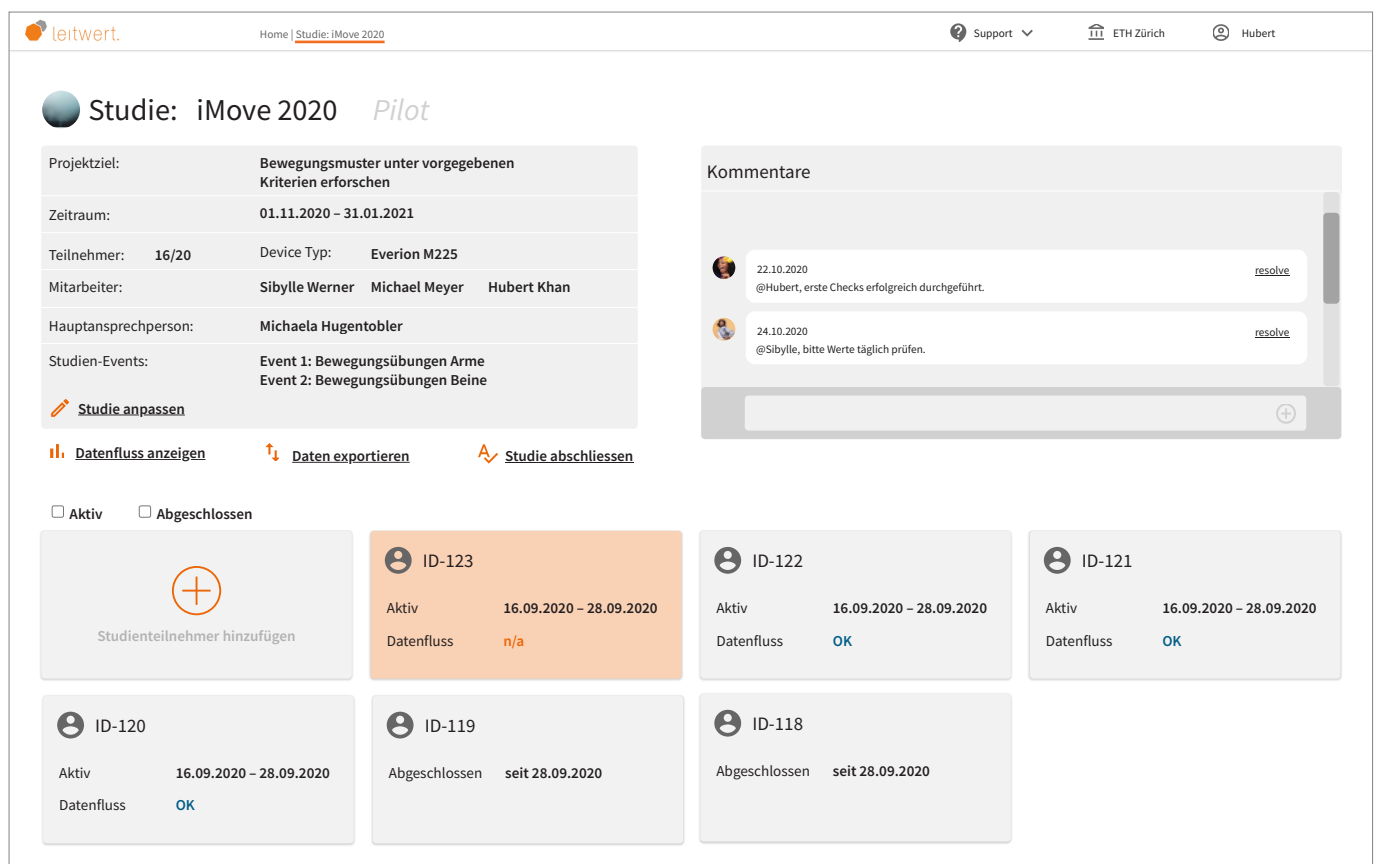 leitwert.
Home | Studie: iMove 2020
Support
ETH Zürich
Hubert
Studie: iMove 2020 Pilot
Projektziel: Bewegungsmuster unter vorgegebenen
Kriterien erforschen
Zeitraum: 01.11.2020 – 31.01.2021
Teilnehmer: 16/20 Device Typ: Everion M225
Mitarbeiter: Sibylle Werner Michael Meyer Hubert Khan
Hauptansprechperson: Michaela Hugentobler
Studien-Events: Event 1: Bewegungsübungen Arme
Event 2: Bewegungsübungen Beine
Studie anpassen
Datenfluss anzeigen Daten exportieren Studie abschliessen
Kommentare
22.10.2020 resolve
@Hubert, erste Checks erfolgreich durchgeführt.
24.10.2020 resolve
@Sibylle, bitte Werte täglich prüfen.
Aktiv Abgeschlossen
Studienteilnehmer hinzufügen
ID-123
Aktiv 16.09.2020 – 28.09.2020
Datenfluss n/a
ID-122
Aktiv 16.09.2020 – 28.09.2020
Datenfluss OK
ID-121
Aktiv 16.09.2020 – 28.09.2020
Datenfluss OK
ID-120
Aktiv 16.09.2020 – 28.09.2020
Datenfluss OK
ID-119
Abgeschlossen seit 28.09.2020
ID-118
Abgeschlossen seit 28.09.2020